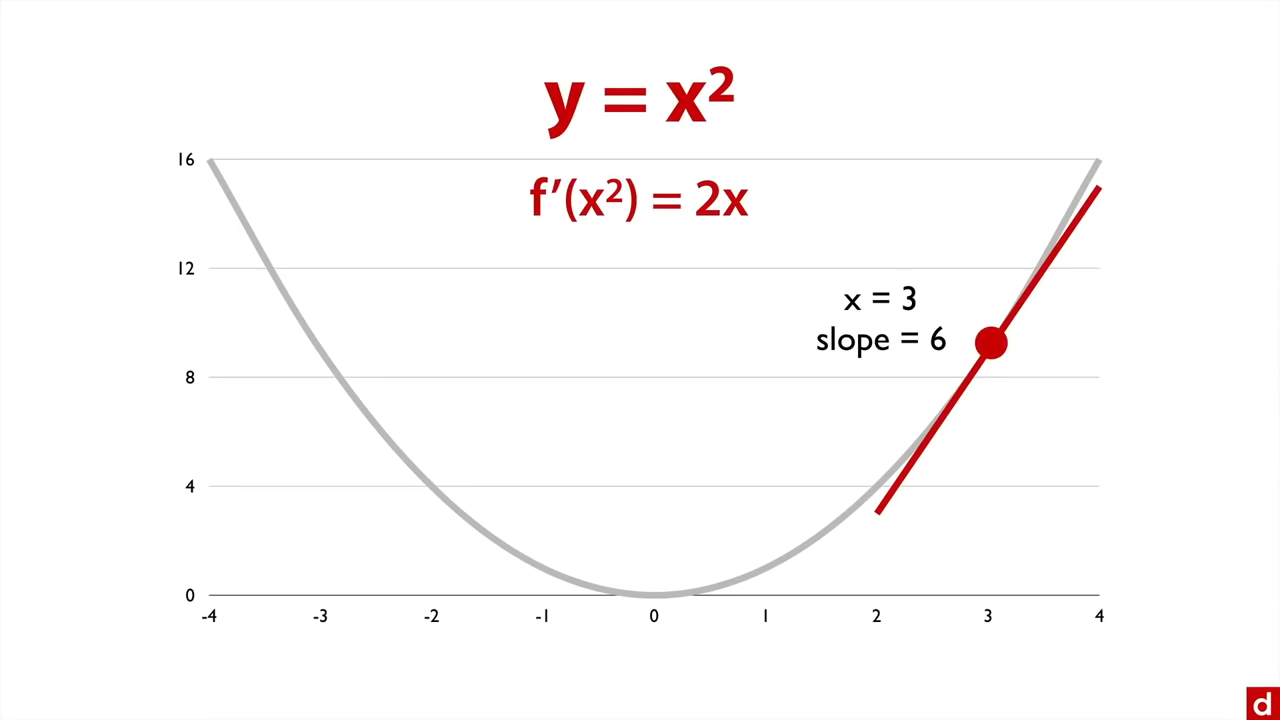 y = x²
f′(x²) = 2x
x = 3
slope = 6
16
12
8
4
0
-4 -3 -2 -1 0 1 2 3 4
d